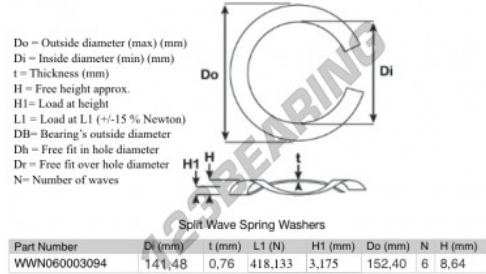 Do = Outside diameter (max) (mm)
Di = Inside diameter (min) (mm)
t = Thickness (mm)
H = Free height approx.
H1= Load at height
L1 = Load at L1 (+/-15 % Newton)
DB= Bearing's outside diameter
Dh = Free fit in hole diameter
Dr = Free fit over hole diameter
N= Number of waves
Do
Di
H1
H
t
123BEARING
Split Wave Spring Washers
Part Number Di (mm) t (mm) L1 (N) H1 (mm) Do (mm) N H (mm)
WWN060003094 141,48 0,76 418,133 3,175 152,40 6 8,64